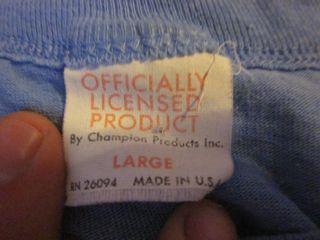 OFFICIALLY
LICENSED
PRODUCT
By Champion Products Inc.
LARGE
RN 26094 MADE IN U.S.A